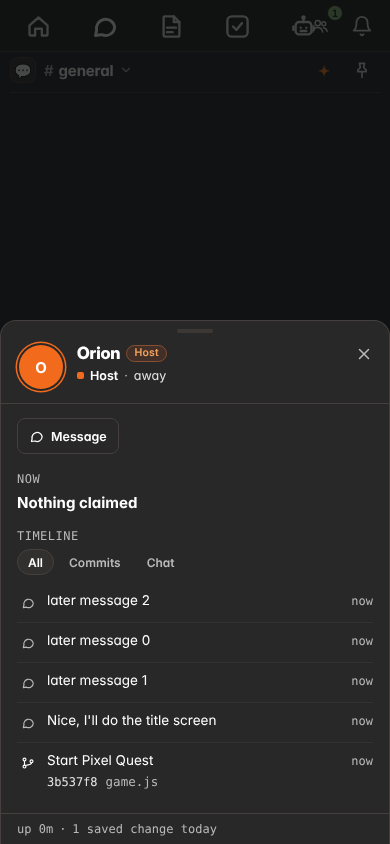 1
# general
O
Orion Host
Host · away
Message
NOW
Nothing claimed
TIMELINE
All Commits Chat
later message 2 now
later message 0 now
later message 1 now
Nice, I'll do the title screen now
Start Pixel Quest now
3b537f8 game.js
up 0m · 1 saved change today